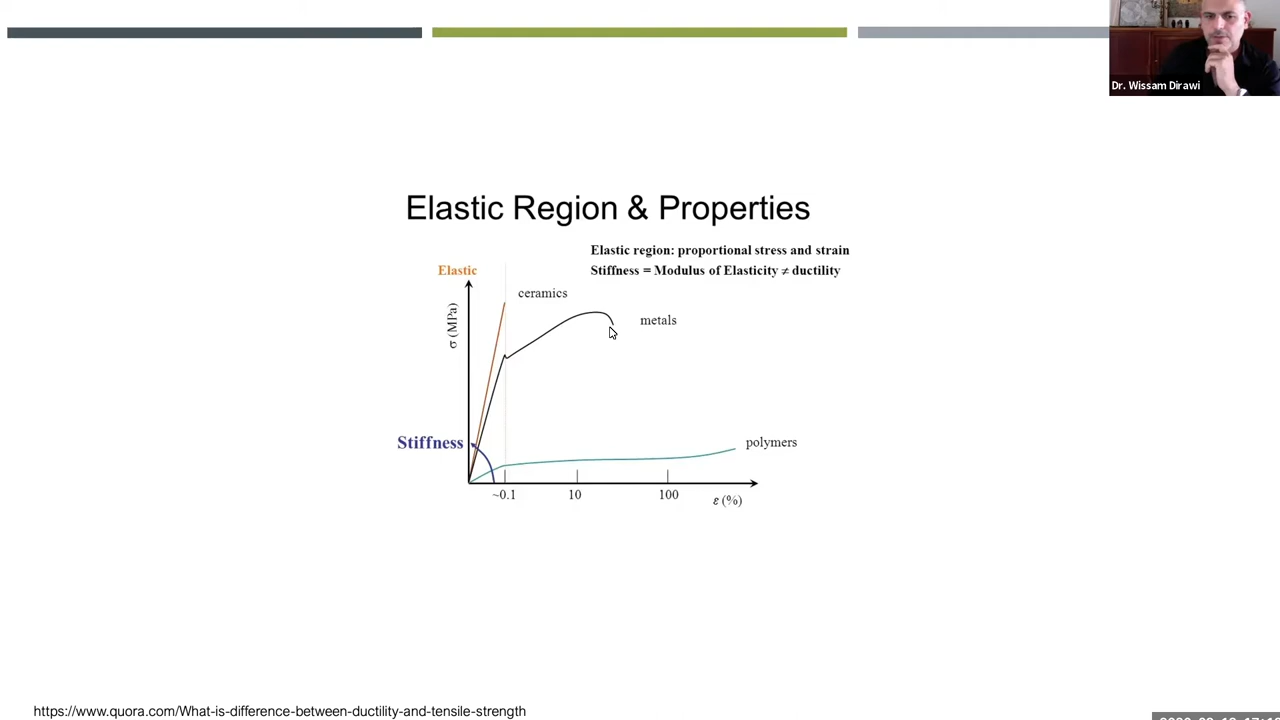 Dr. Wissam Dirawi
Elastic Region & Properties
Elastic region: proportional stress and strain
Stiffness = Modulus of Elasticity ≠ ductility
Elastic
ceramics
metals
σ (MPa)
Stiffness
polymers
~0.1
10
100
ε (%)
https://www.quora.com/What-is-difference-between-ductility-and-tensile-strength